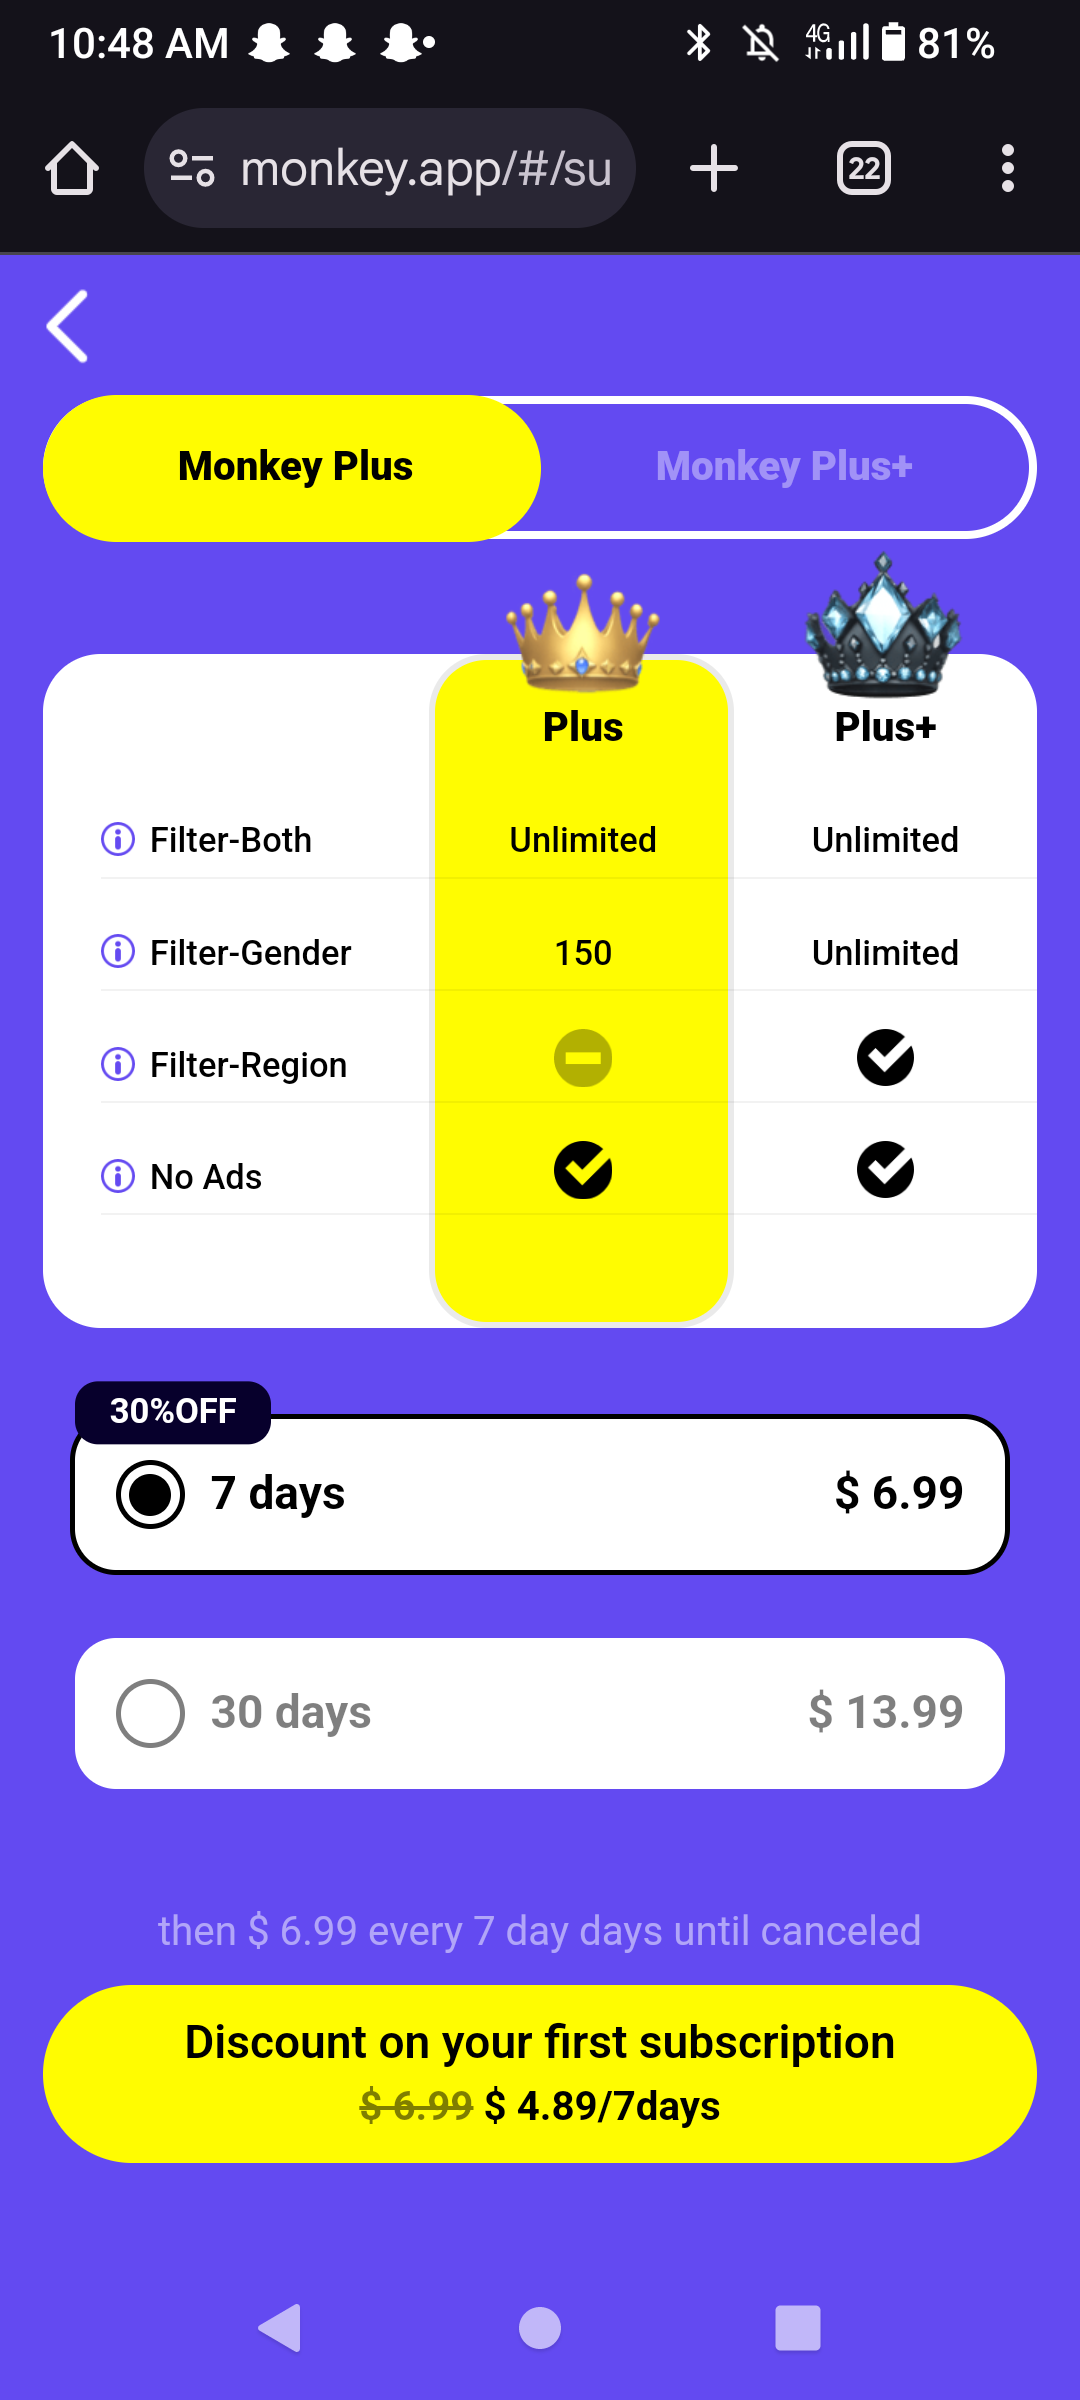 10:48 AM 4G 81%
monkey.app/#/su 22
Monkey Plus Monkey Plus+
Plus Plus+
Filter-Both Unlimited Unlimited
Filter-Gender 150 Unlimited
Filter-Region
No Ads
30%OFF
7 days $ 6.99
30 days $ 13.99
then $ 6.99 every 7 day days until canceled
Discount on your first subscription
$ 6.99 $ 4.89/7days